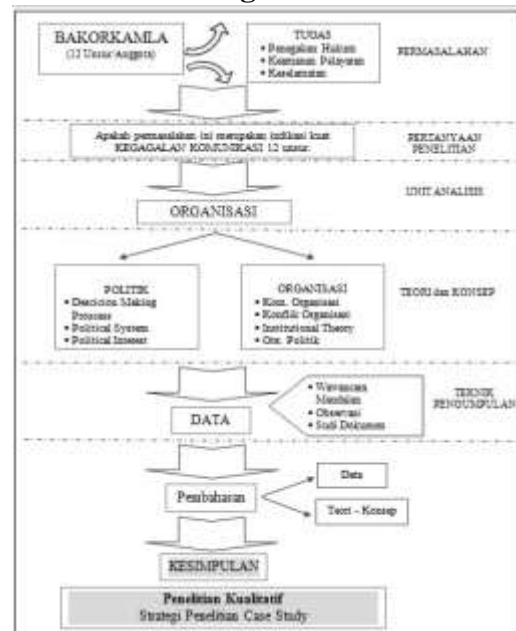 BAKORKAMLA
(12 Unsur Anggota)
TUGAS
• Penegakan Hukum
• Keamanan Pelayaran
• Keselamatan
PERMASALAHAN
Apakah permasalahan ini merupakan indikasi kuat
KEGAGALAN KOMUNIKASI 12 unsur.
PERTANYAAN
PENELITIAN
UNIT ANALISIS
ORGANISASI
POLITIK
• Descicion Making
Process
• Political System
• Political Interest
ORGANISASI
• Kom. Organisasi
• Konflik Organisasi
• Institutional Theory
• Politik
TEORI dan KONSEP
DATA
• Wawancara
Mendalam
• Observasi
• Studi Dokumen
TEKNIK
PENGUMPULAN
Pembahasan
Data
Teori - Konsep
KESIMPULAN
Penelitian Kualitatif
Strategi Penelitian Case Study